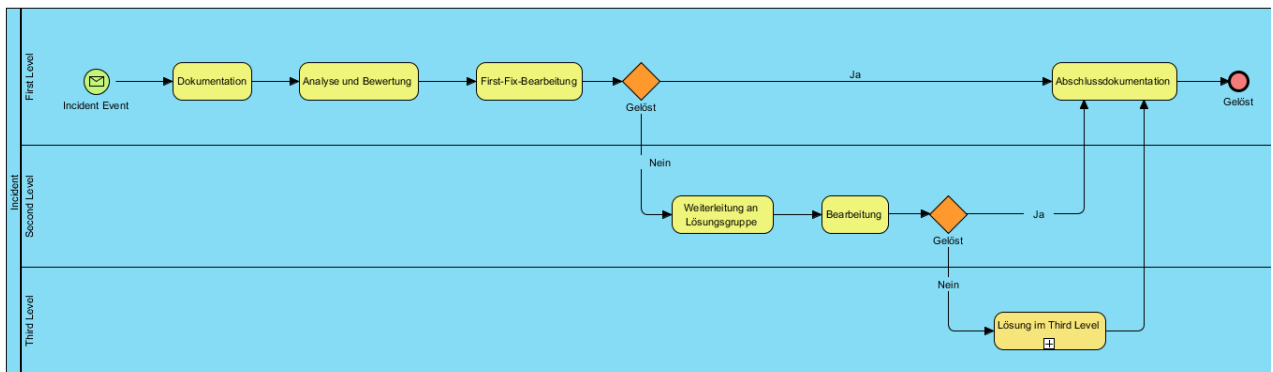 Incident
First Level
Incident Event
Dokumentation
Analyse und Bewertung
First-Fix-Bearbeitung
Gelöst
Ja
Abschlussdokumentation
Gelöst
Nein
Second Level
Weiterleitung an
Lösungsgruppe
Bearbeitung
Gelöst
Ja
Nein
Third Level
Lösung im Third Level